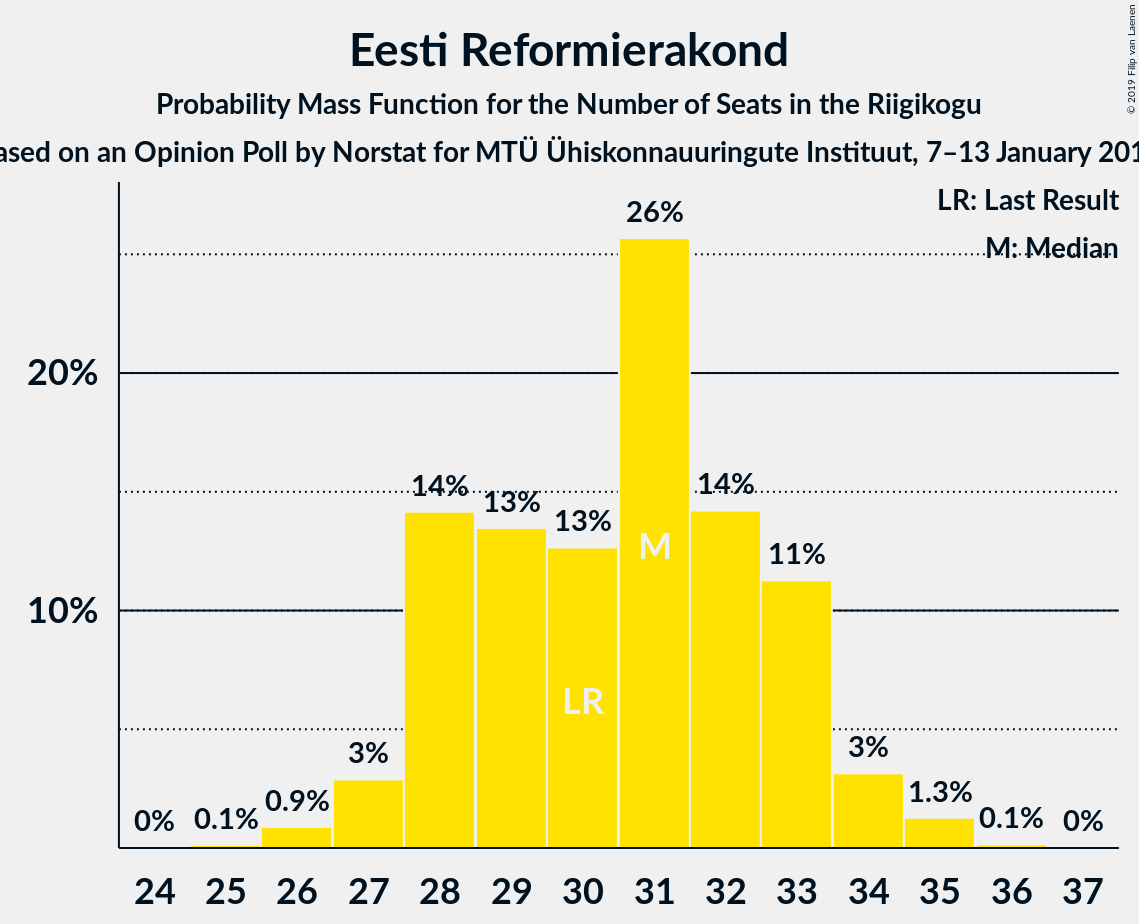 Eesti Reformierakond
Probability Mass Function for the Number of Seats in the Riigikogu
ased on an Opinion Poll by Norstat for MTÜ Ühiskonnauuringute Instituut, 7–13 January 201
© 2019 Filip van Laenen
LR: Last Result
M: Median
20%
10%
0%
0.1%
0.9%
3%
14%
13%
13%
26%
14%
11%
3%
1.3%
0.1%
0%
M
LR
24 25 26 27 28 29 30 31 32 33 34 35 36 37